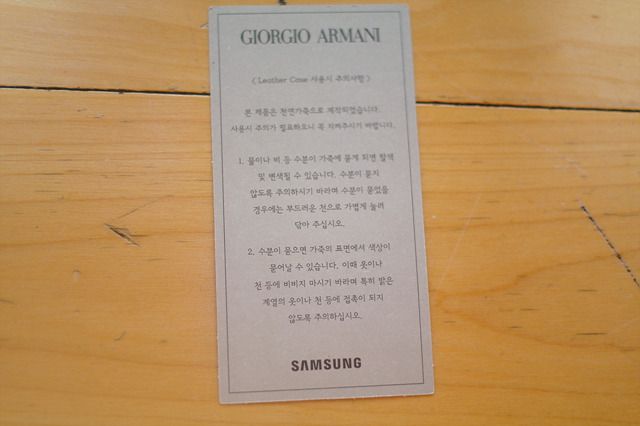 GIORGIO ARMANI
( Leather Case 사용시 주의사항 )
본 제품은 천연가죽으로 제작되었습니다.
사용시 주의가 필요하오니 꼭 지켜주시기 바랍니다.
1. 물이나 비 등 수분이 가죽에 묻게 되면 탈색
및 변색될 수 있습니다. 수분이 묻지
않도록 주의하시기 바라며 수분이 묻었을
경우에는 부드러운 천으로 가볍게 눌러
닦아 주십시오.
2. 수분이 묻으면 가죽의 표면에서 색상이
묻어날 수 있습니다. 이때 옷이나
천 등에 비비지 마시기 바라며 특히 밝은
계열의 옷이나 천 등에 접촉이 되지
않도록 주의하십시오.
SAMSUNG